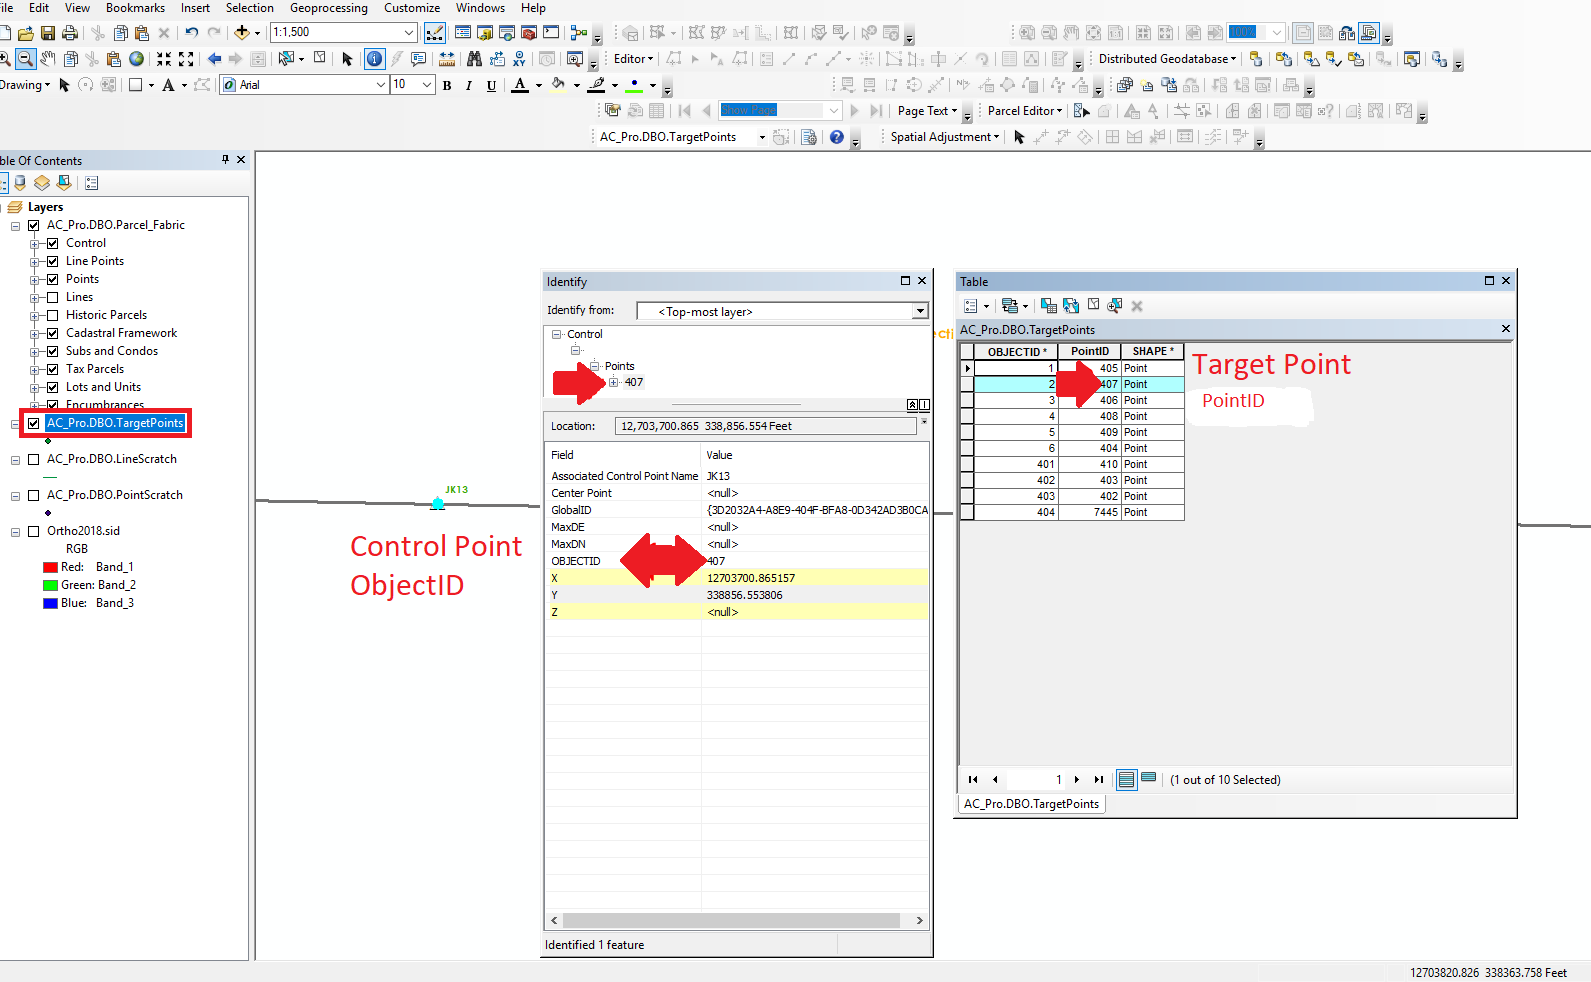 File Edit View Bookmarks Insert Selection Geoprocessing Customize Windows Help
1:1,500
100%
Editor
Distributed Geodatabase
Drawing
A
Arial
10
B I U A
Show Page
Page Text
Parcel Editor
AC_Pro.DBO.TargetPoints
Spatial Adjustment
ble Of Contents
Layers
AC_Pro.DBO.Parcel_Fabric
Control
Line Points
Points
Lines
Historic Parcels
Cadastral Framework
Subs and Condos
Tax Parcels
Lots and Units
Encumbrances
AC_Pro.DBO.TargetPoints
AC_Pro.DBO.LineScratch
AC_Pro.DBO.PointScratch
Ortho2018.sid
RGB
Red: Band_1
Green: Band_2
Blue: Band_3
JK13
Control Point
ObjectID
Identify
Identify from:
<Top-most layer>
Control
Points
407
Location:
12,703,700.865 338,856.554 Feet
Field Value
Associated Control Point Name JK13
Center Point <null>
GlobalID {3D2032A4-A8E9-404F-BFA8-0D342AD3B0CA
MaxDE <null>
MaxDN <null>
OBJECTID 407
X 12703700.865157
Y 338856.553806
Z <null>
Identified 1 feature
ecti
Table
AC_Pro.DBO.TargetPoints
OBJECTID * PointID SHAPE *
1 405 Point
2 407 Point
3 406 Point
4 408 Point
5 409 Point
6 404 Point
401 410 Point
402 403 Point
403 402 Point
404 7445 Point
Target Point
PointID
1
(1 out of 10 Selected)
AC_Pro.DBO.TargetPoints
12703820.826 338363.758 Feet